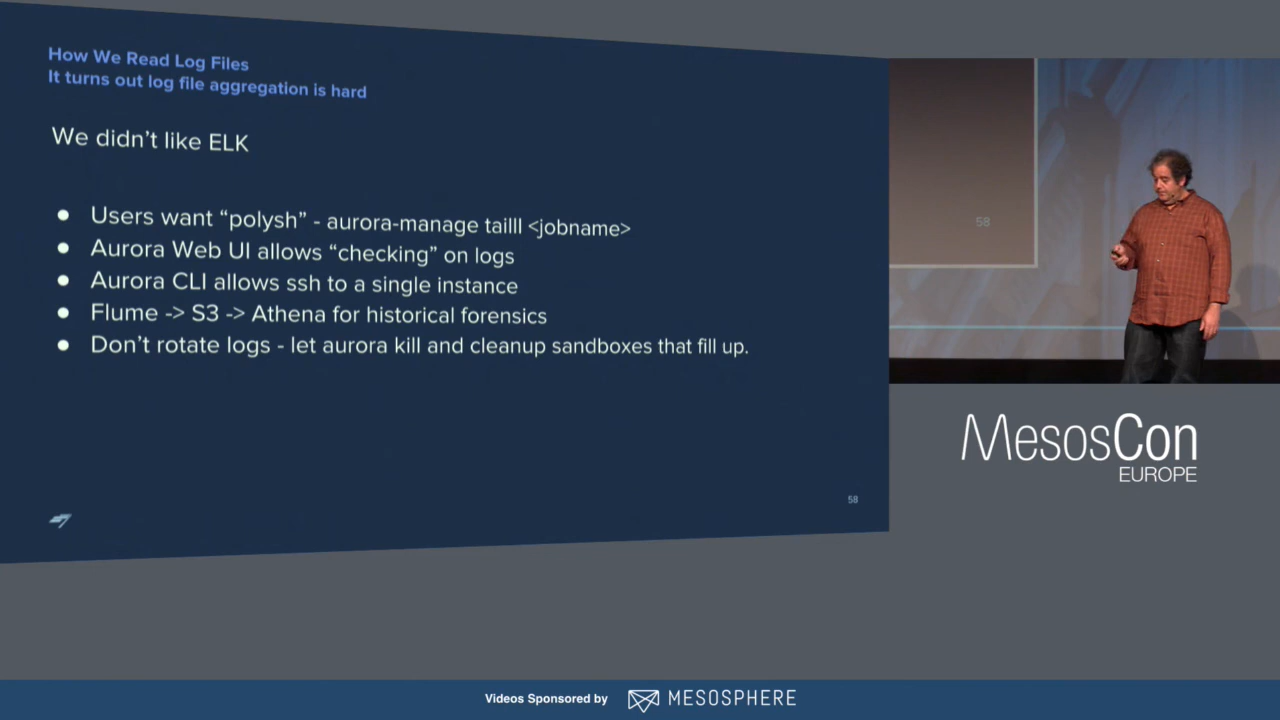 How We Read Log Files
It turns out log file aggregation is hard
We didn't like ELK
● Users want “polysh” - aurora-manage tailll <jobname>
● Aurora Web UI allows “checking” on logs
● Aurora CLI allows ssh to a single instance
● Flume -> S3 -> Athena for historical forensics
● Don't rotate logs - let aurora kill and cleanup sandboxes that fill up.
58
58
MesosCon
EUROPE
Videos Sponsored by MESOSPHERE